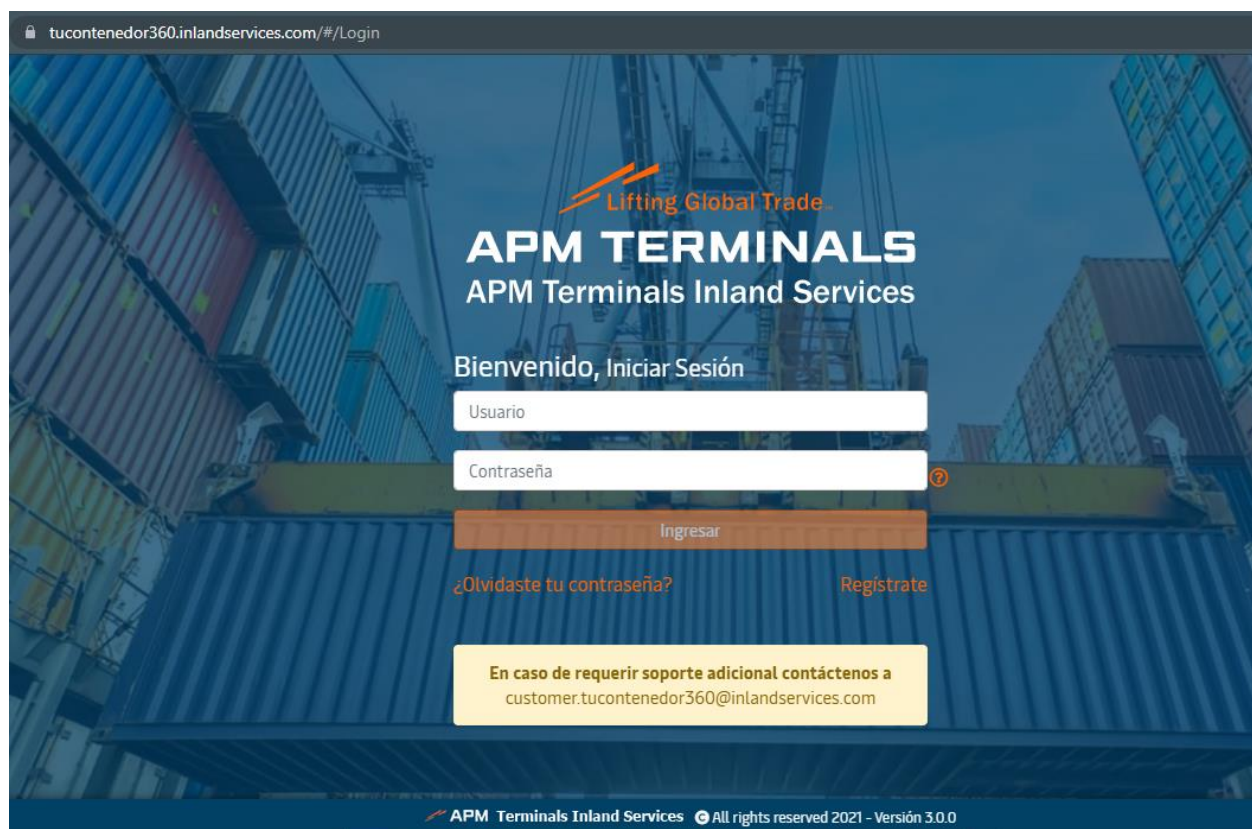 tucontenedor360.inlandservices.com/#/Login
Lifting Global Trade
APM TERMINALS
APM Terminals Inland Services
Bienvenido, Iniciar Sesión
Usuario
Contraseña
Ingresar
¿Olvidaste tu contraseña? Regístrate
En caso de requerir soporte adicional contáctenos a
customer.tucontenedor360@inlandservices.com
APM Terminals Inland Services © All rights reserved 2021 - Versión 3.0.0